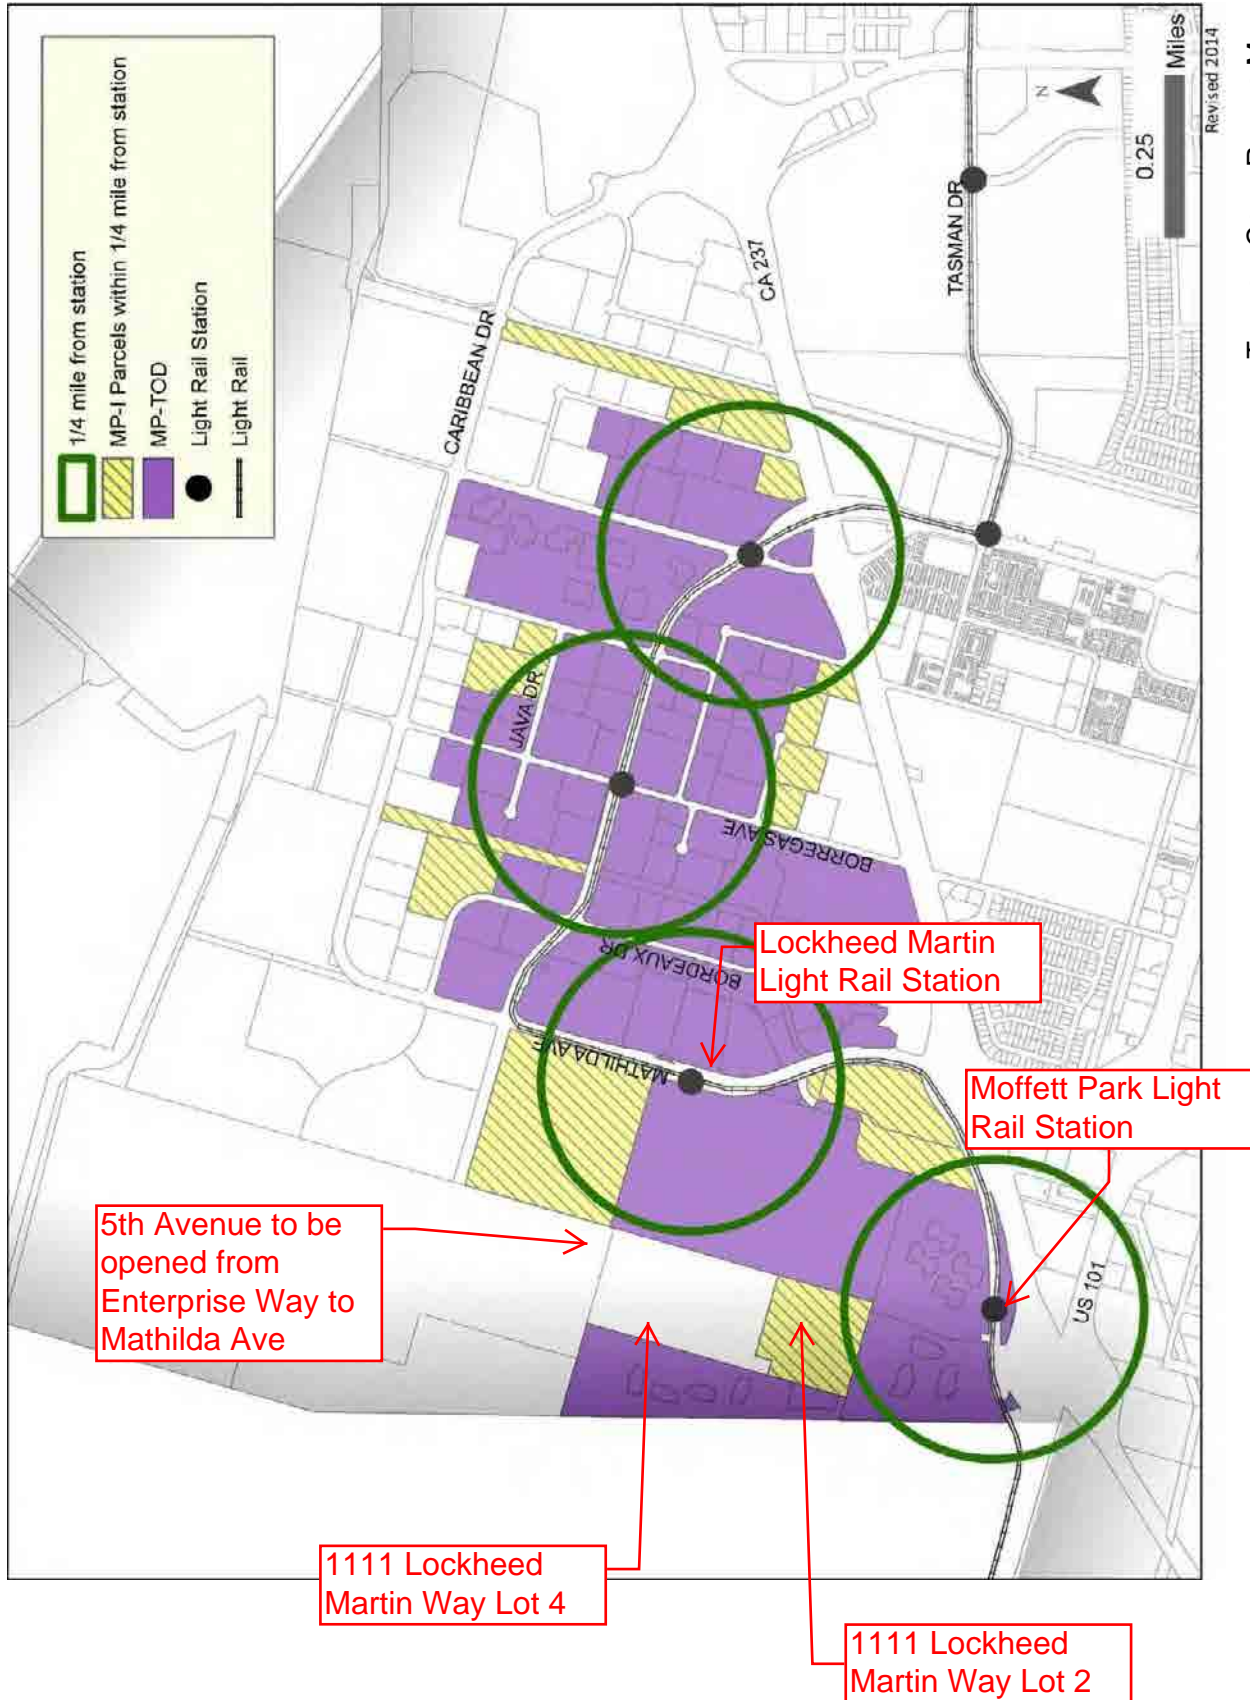 1/4 mile from station
MP-I Parcels within 1/4 mile from station
MP-TOD
Light Rail Station
Light Rail
CARIBBEAN DR
CA 237
TASMAN DR
N
0.25
Miles
Revised 2014
JAVA DR
BORREGAS AVE
BORDEAUX DR
MATHILDA AVE
US 101
Lockheed Martin
Light Rail Station
Moffett Park Light
Rail Station
5th Avenue to be
opened from
Enterprise Way to
Mathilda Ave
1111 Lockheed
Martin Way Lot 4
1111 Lockheed
Martin Way Lot 2